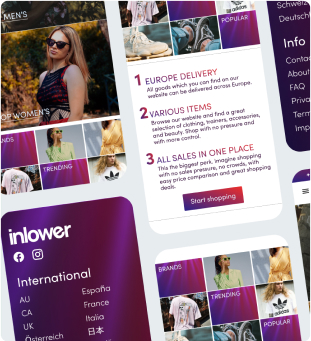 MEN'S
OP WOMEN'S
ANDS
TRENDING
adidas
inlower
International
AU
CA
UK
Österreich
España
France
Italia
日本
POPULAR
1 EUROPE DELIVERY
All goods which you can find on our
website can be delivered across Europe.
2 VARIOUS ITEMS
Browse our website and find a great
selection of clothing, trainers, accessories,
and beauty. Shop with no pressure and
with more control.
3 ALL SALES IN ONE PLACE
This the biggest perk, imagine shopping
with no sales pressure, no crowds, with
easy price comparison and great shopping
deals.
Start shopping
BRANDS
TRENDING
adidas
POPULAR
Schweiz
Deutsch
Info
Contac
About
FAQ
Priva
Term
Imp